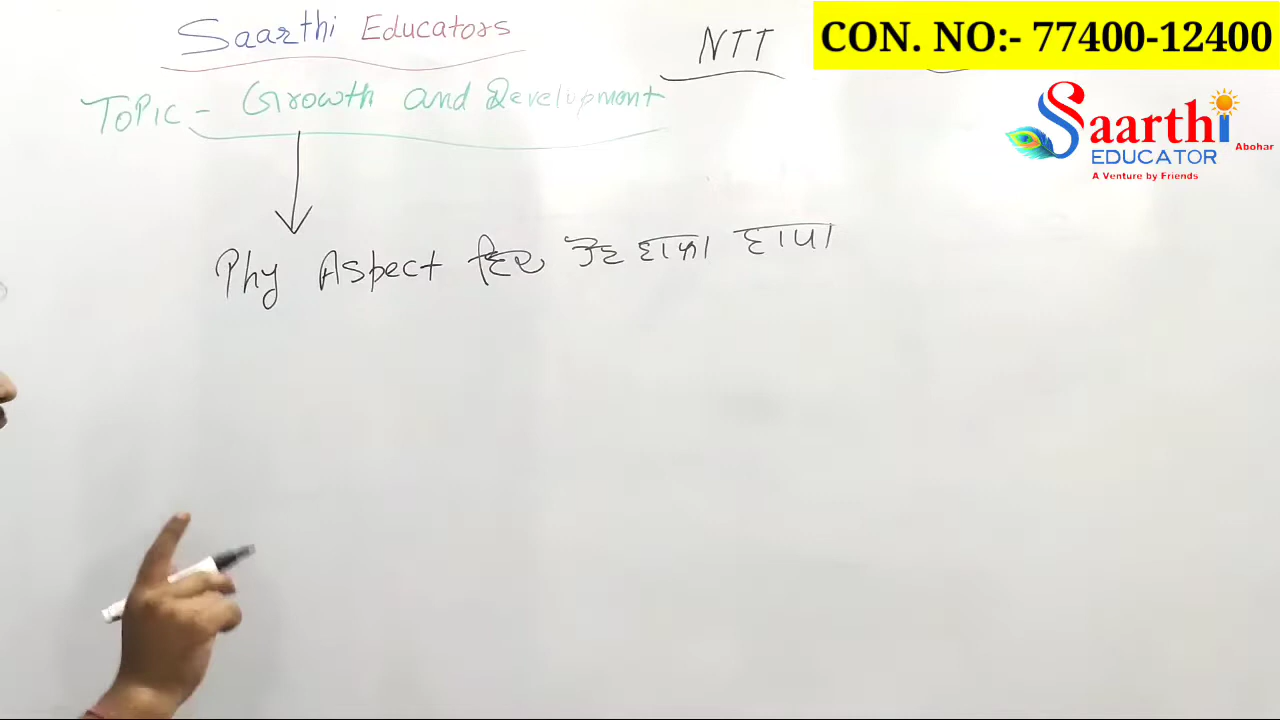 Saarthi Educators
NTT
CON. NO:- 77400-12400
Topic - Growth and Development
Saarthi
EDUCATOR Abohar
A Venture by Friends
Phy Aspect ਵਿਚ ਹੋਣ ਵਾਲਾ ਵਾਧਾ